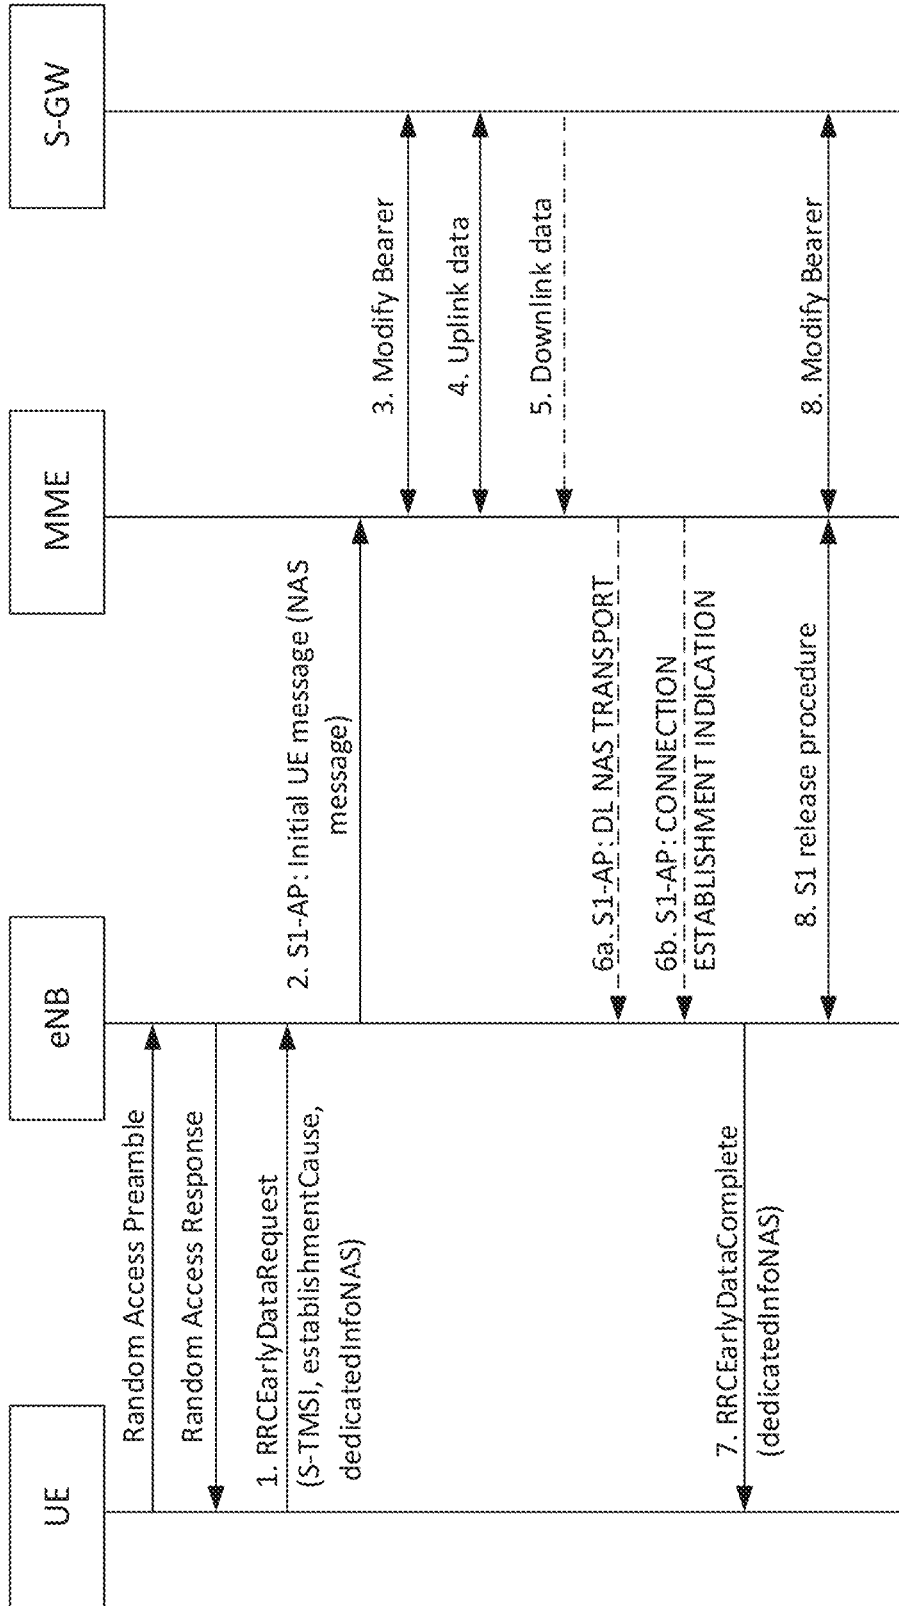 UE
eNB
MME
S-GW
Random Access Preamble
Random Access Response
1. RRCEarlyDataRequest
(S-TMSI, establishmentCause,
dedicatedInfoNAS)
2. S1-AP: Initial UE message (NAS
message)
3. Modify Bearer
4. Uplink data
5. Downlink data
6a. S1-AP: DL NAS TRANSPORT
6b. S1-AP: CONNECTION
ESTABLISHMENT INDICATION
7. RRCEarlyDataComplete
(dedicatedInfoNAS)
8. S1 release procedure
8. Modify Bearer